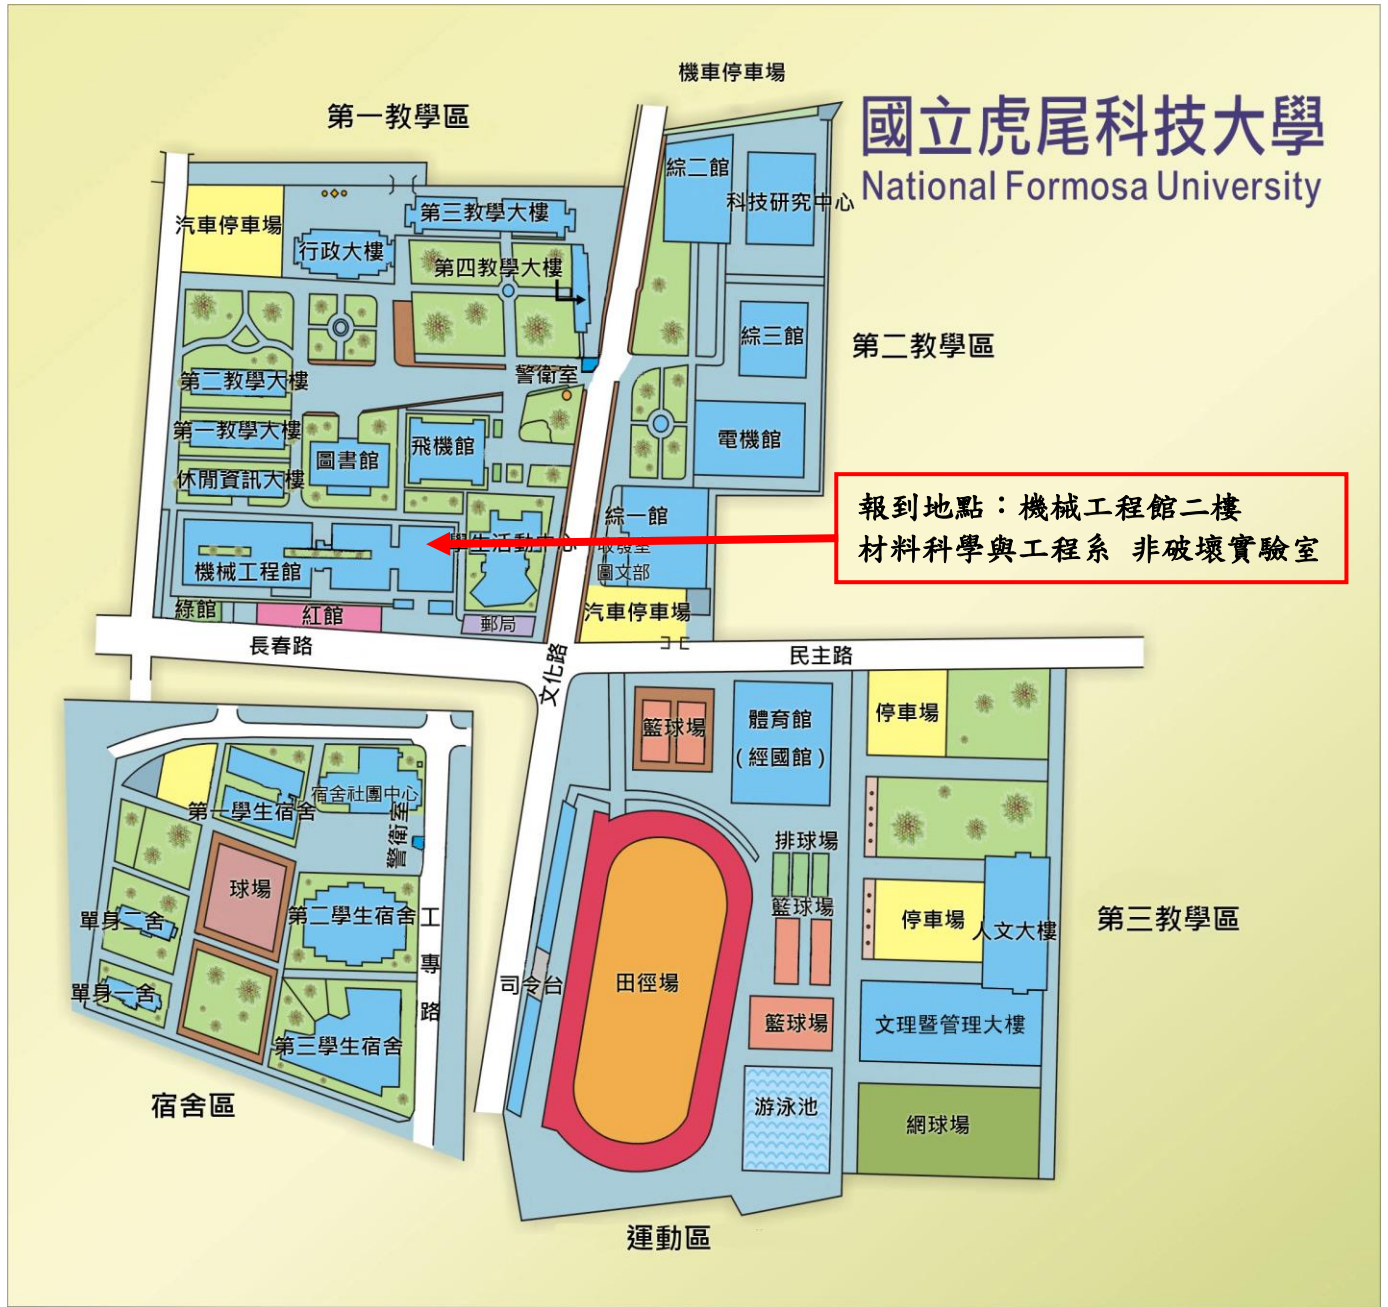 機車停車場
第一教學區
國立虎尾科技大學
National Formosa University
綜二館
科技研究中心
汽車停車場
第三教學大樓
行政大樓
第四教學大樓
綜三館
第二教學區
警衛室
第二教學大樓
第一教學大樓
圖書館
飛機館
電機館
休閒資訊大樓
報到地點：機械工程館二樓
材料科學與工程系 非破壞實驗室
綜一館
學生活動中心
收發室
圖文部
機械工程館
綠館
紅館
郵局
汽車停車場
長春路
文化路
民主路
籃球場
體育館
(經國館)
停車場
第一學生宿舍
宿舍社團中心
警衛室
排球場
球場
籃球場
單身二舍
第二學生宿舍
工專路
停車場
人文大樓
第三教學區
單身一舍
司令台
田徑場
籃球場
文理暨管理大樓
第三學生宿舍
宿舍區
游泳池
網球場
運動區